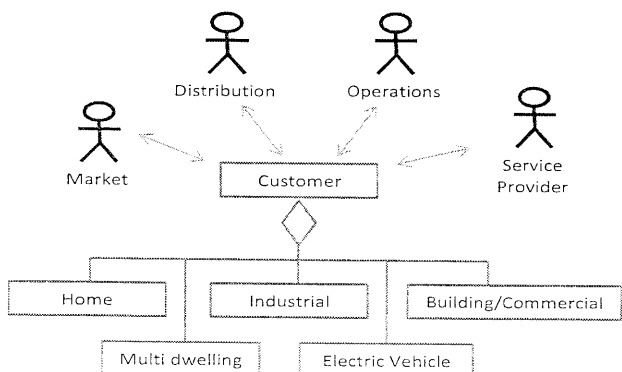 Distribution
Operations
Market
Service
Provider
Customer
Home
Industrial
Building/Commercial
Multi dwelling
Electric Vehicle